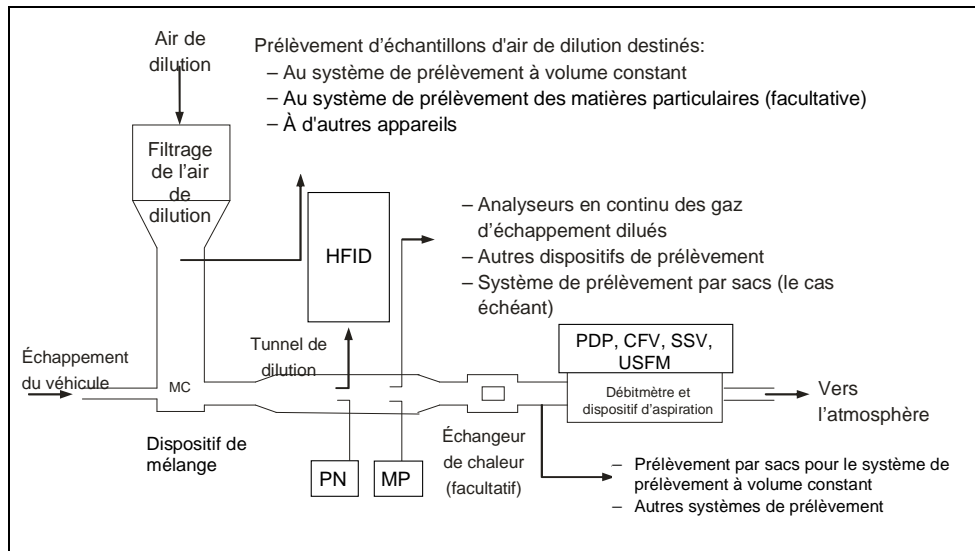 Air de
dilution
Prélèvement d’échantillons d'air de dilution destinés:
– Au système de prélèvement à volume constant
– Au système de prélèvement des matières particulaires (facultative)
– À d'autres appareils
Filtrage
de l’air
de
dilution
HFID
– Analyseurs en continu des gaz
d’échappement dilués
– Autres dispositifs de prélèvement
– Système de prélèvement par sacs (le cas
échéant)
Échappement
du véhicule
MC
Tunnel de
dilution
PDP, CFV, SSV,
USFM
Débitmètre et
dispositif d’aspiration
Vers
l’atmosphère
Dispositif de
mélange
PN
MP
Échangeur
de chaleur
(facultatif)
– Prélèvement par sacs pour le système de
prélèvement à volume constant
– Autres systèmes de prélèvement